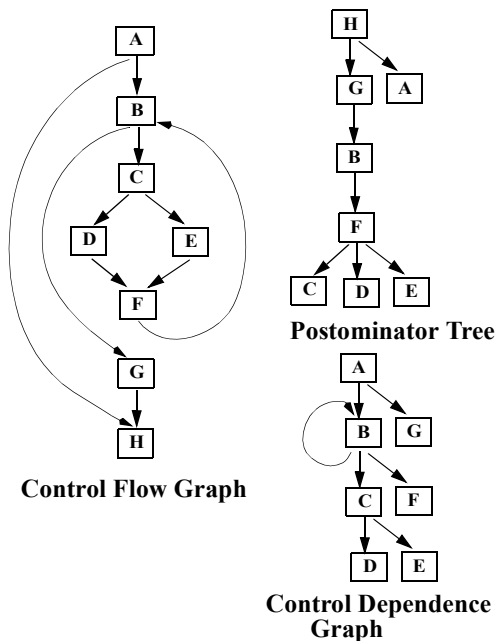 A
B
C
D
E
F
G
H
Control Flow Graph
H
G
A
B
F
C
D
E
Postominator Tree
A
B
G
C
F
D
E
Control Dependence
Graph